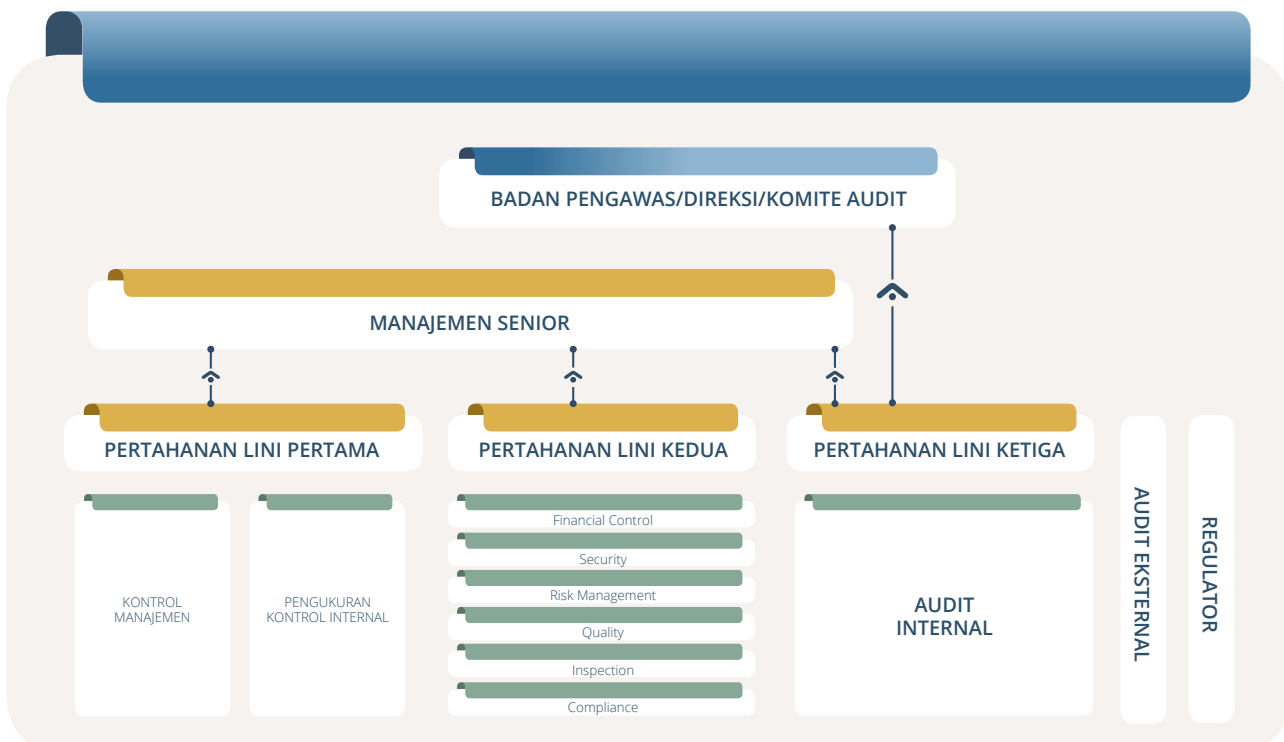 BADAN PENGAWAS/DIREKSI/KOMITE AUDIT
MANAJEMEN SENIOR
PERTAHANAN LINI PERTAMA
PERTAHANAN LINI KEDUA
PERTAHANAN LINI KETIGA
KONTROL
MANAJEMEN
PENGUKURAN
KONTROL INTERNAL
Financial Control
Security
Risk Management
Quality
Inspection
Compliance
AUDIT
INTERNAL
AUDIT EKSTERNAL
REGULATOR